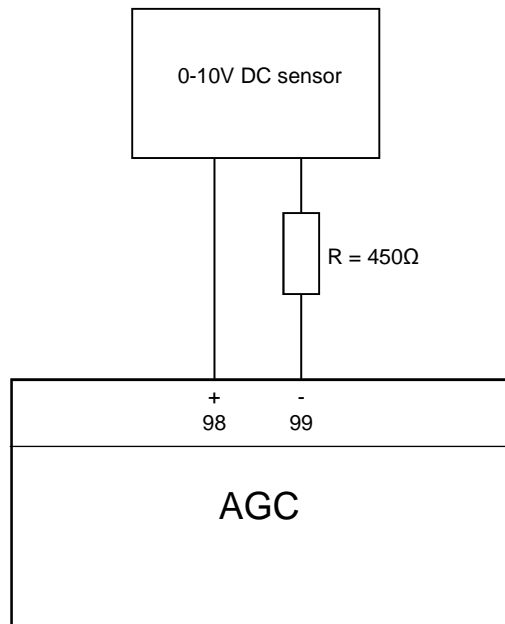 0-10V DC sensor
R = 450Ω
+ -
98 99
AGC